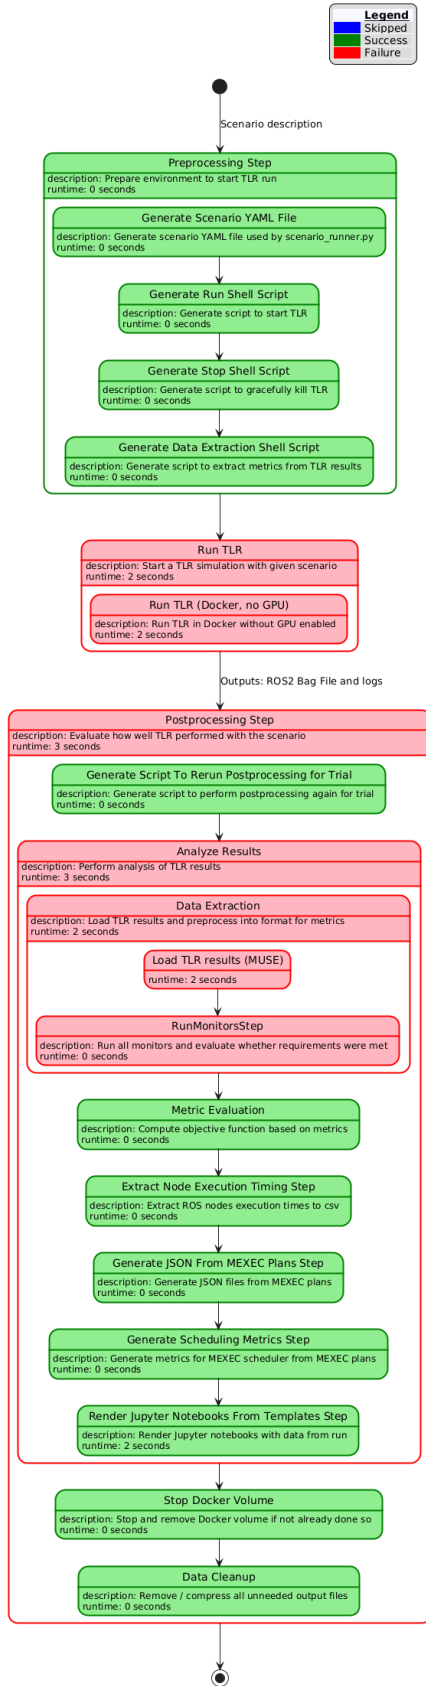 Legend
Skipped
Success
Failure
Scenario description
Preprocessing Step
description: Prepare environment to start TLR run
runtime: 0 seconds
Generate Scenario YAML File
description: Generate scenario YAML file used by scenario_runner.py
runtime: 0 seconds
Generate Run Shell Script
description: Generate script to start TLR
runtime: 0 seconds
Generate Stop Shell Script
description: Generate script to gracefully kill TLR
runtime: 0 seconds
Generate Data Extraction Shell Script
description: Generate script to extract metrics from TLR results
runtime: 0 seconds
Run TLR
description: Start a TLR simulation with given scenario
runtime: 2 seconds
Run TLR (Docker, no GPU)
description: Run TLR in Docker without GPU enabled
runtime: 2 seconds
Outputs: ROS2 Bag File and logs
Postprocessing Step
description: Evaluate how well TLR performed with the scenario
runtime: 3 seconds
Generate Script To Rerun Postprocessing for Trial
description: Generate script to perform postprocessing again for trial
runtime: 0 seconds
Analyze Results
description: Perform analysis of TLR results
runtime: 3 seconds
Data Extraction
description: Load TLR results and preprocess into format for metrics
runtime: 2 seconds
Load TLR results (MUSE)
runtime: 2 seconds
RunMonitorsStep
description: Run all monitors and evaluate whether requirements were met
runtime: 0 seconds
Metric Evaluation
description: Compute objective function based on metrics
runtime: 0 seconds
Extract Node Execution Timing Step
description: Extract ROS nodes execution times to csv
runtime: 0 seconds
Generate JSON From MEXEC Plans Step
description: Generate JSON files from MEXEC plans
runtime: 0 seconds
Generate Scheduling Metrics Step
description: Generate metrics for MEXEC scheduler from MEXEC plans
runtime: 0 seconds
Render Jupyter Notebooks From Templates Step
description: Render Jupyter notebooks with data from run
runtime: 2 seconds
Stop Docker Volume
description: Stop and remove Docker volume if not already done so
runtime: 0 seconds
Data Cleanup
description: Remove / compress all unneeded output files
runtime: 0 seconds